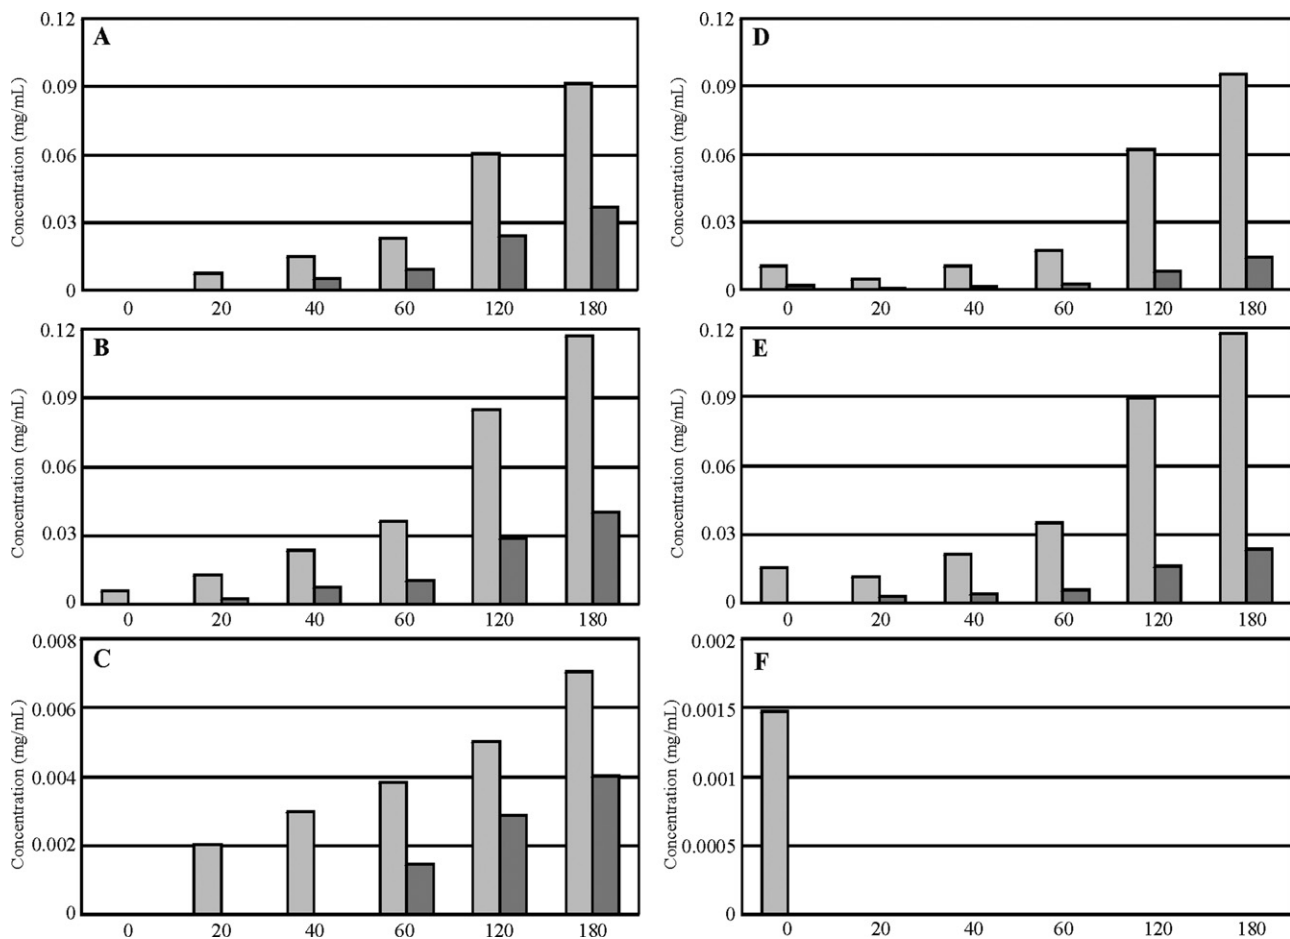 A
Concentration (mg/mL)
0.12
0.09
0.06
0.03
0
0 20 40 60 120 180
B
Concentration (mg/mL)
0.12
0.09
0.06
0.03
0
0 20 40 60 120 180
C
Concentration (mg/mL)
0.008
0.006
0.004
0.002
0
0 20 40 60 120 180
D
Concentration (mg/mL)
0.12
0.09
0.06
0.03
0
0 20 40 60 120 180
E
Concentration (mg/mL)
0.12
0.09
0.06
0.03
0
0 20 40 60 120 180
F
Concentration (mg/mL)
0.002
0.0015
0.001
0.0005
0
0 20 40 60 120 180